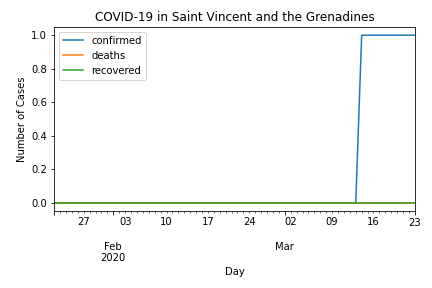 COVID-19 in Saint Vincent and the Grenadines
confirmed
deaths
recovered
Number of Cases
1.0
0.8
0.6
0.4
0.2
0.0
27 03 10 17 24 02 09 16 23
Feb Mar
2020
Day